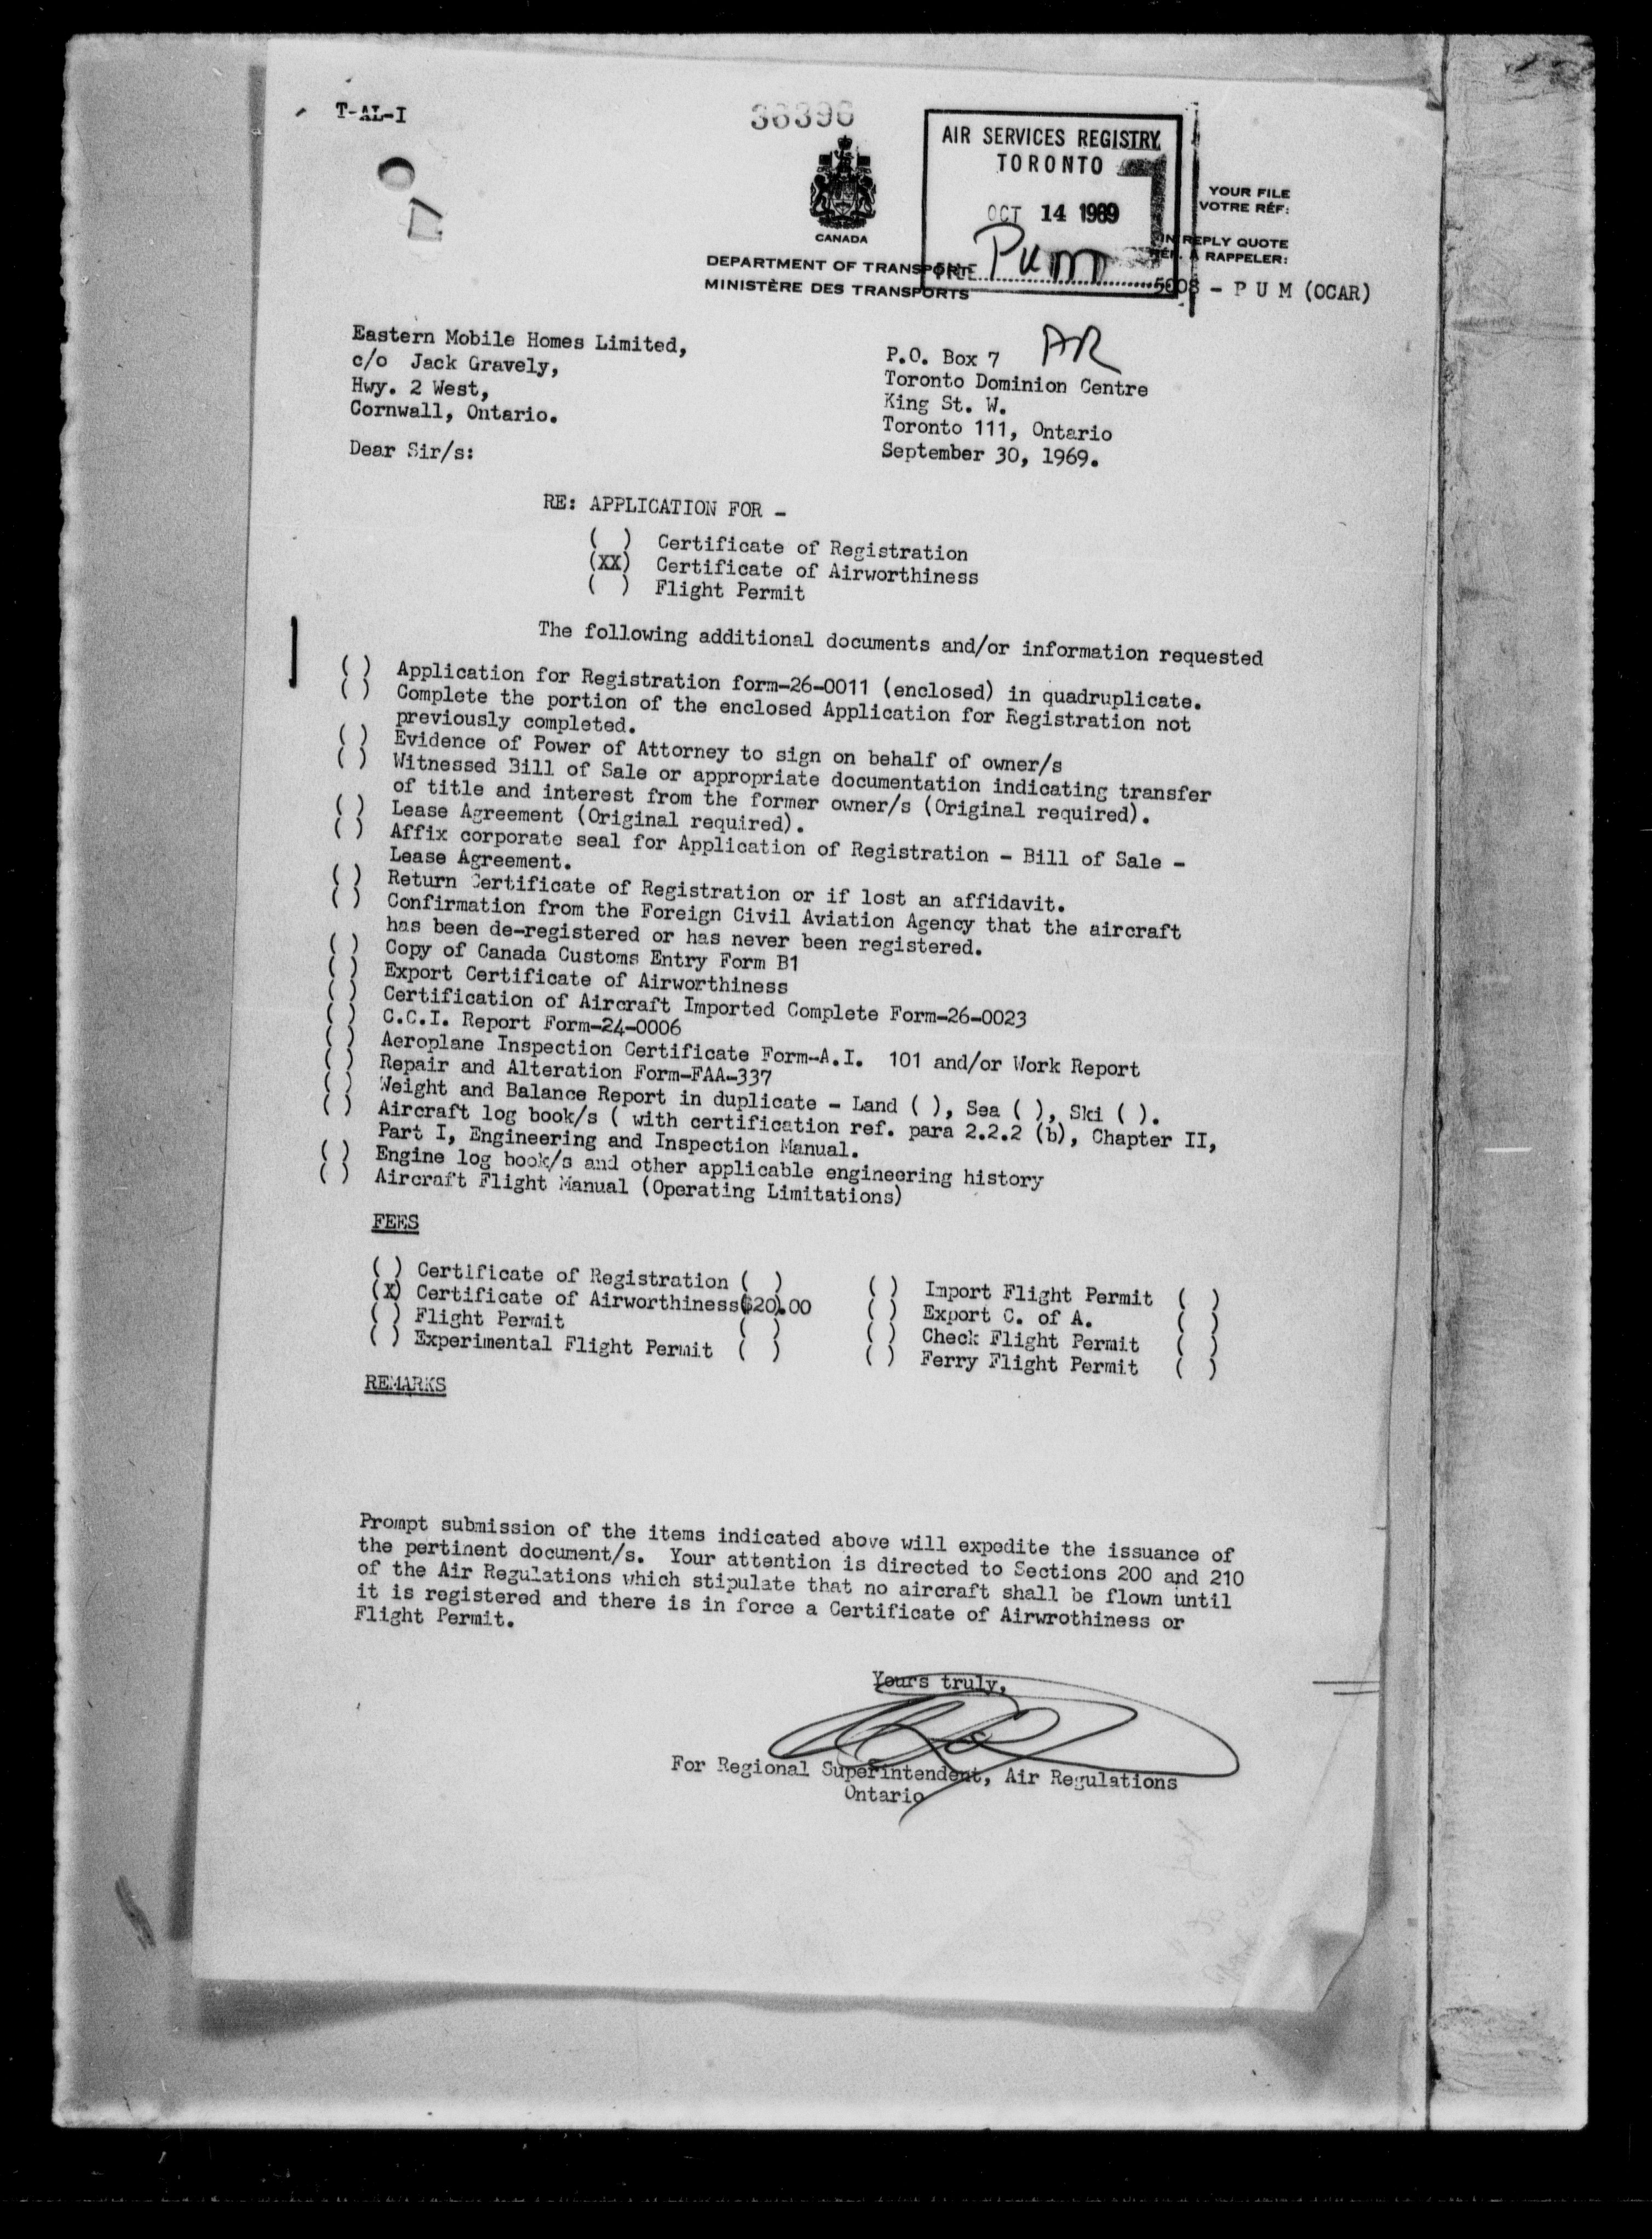 T-AL-I
36396
AIR SERVICES REGISTRY
TORONTO
OCT 14 1969
FILE Pum
YOUR FILE
VOTRE RÉF:
IN REPLY QUOTE
RÉF. À RAPPELER:
5008 - P U M (OCAR)
CANADA
DEPARTMENT OF TRANSPORT
MINISTÈRE DES TRANSPORTS
Eastern Mobile Homes Limited,
c/o Jack Gravely,
Hwy. 2 West,
Cornwall, Ontario.
AR
P.O. Box 7
Toronto Dominion Centre
King St. W.
Toronto 111, Ontario
September 30, 1969.
Dear Sir/s:
RE: APPLICATION FOR -
( ) Certificate of Registration
(XX) Certificate of Airworthiness
( ) Flight Permit
The following additional documents and/or information requested
( ) Application for Registration form-26-0011 (enclosed) in quadruplicate.
( ) Complete the portion of the enclosed Application for Registration not
previously completed.
( ) Evidence of Power of Attorney to sign on behalf of owner/s
( ) Witnessed Bill of Sale or appropriate documentation indicating transfer
of title and interest from the former owner/s (Original required).
( ) Lease Agreement (Original required).
( ) Affix corporate seal for Application of Registration - Bill of Sale -
Lease Agreement.
( ) Return Certificate of Registration or if lost an affidavit.
( ) Confirmation from the Foreign Civil Aviation Agency that the aircraft
has been de-registered or has never been registered.
( ) Copy of Canada Customs Entry Form B1
( ) Export Certificate of Airworthiness
( ) Certification of Aircraft Imported Complete Form-26-0023
( ) C.C.I. Report Form-24-0006
( ) Aeroplane Inspection Certificate Form-A.I. 101 and/or Work Report
( ) Repair and Alteration Form-FAA-337
( ) Weight and Balance Report in duplicate - Land ( ), Sea ( ), Ski ( ).
( ) Aircraft log book/s ( with certification ref. para 2.2.2 (b), Chapter II,
Part I, Engineering and Inspection Manual.
( ) Engine log book/s and other applicable engineering history
( ) Aircraft Flight Manual (Operating Limitations)
FEES
( ) Certificate of Registration ( ) ( ) Import Flight Permit ( )
(X) Certificate of Airworthiness($20).00 ( ) Export C. of A. ( )
( ) Flight Permit ( ) ( ) Check Flight Permit ( )
( ) Experimental Flight Permit ( ) ( ) Ferry Flight Permit ( )
REMARKS
Prompt submission of the items indicated above will expedite the issuance of
the pertinent document/s. Your attention is directed to Sections 200 and 210
of the Air Regulations which stipulate that no aircraft shall be flown until
it is registered and there is in force a Certificate of Airwrothiness or
Flight Permit.
Yours truly,
For Regional Superintendent, Air Regulations
Ontario